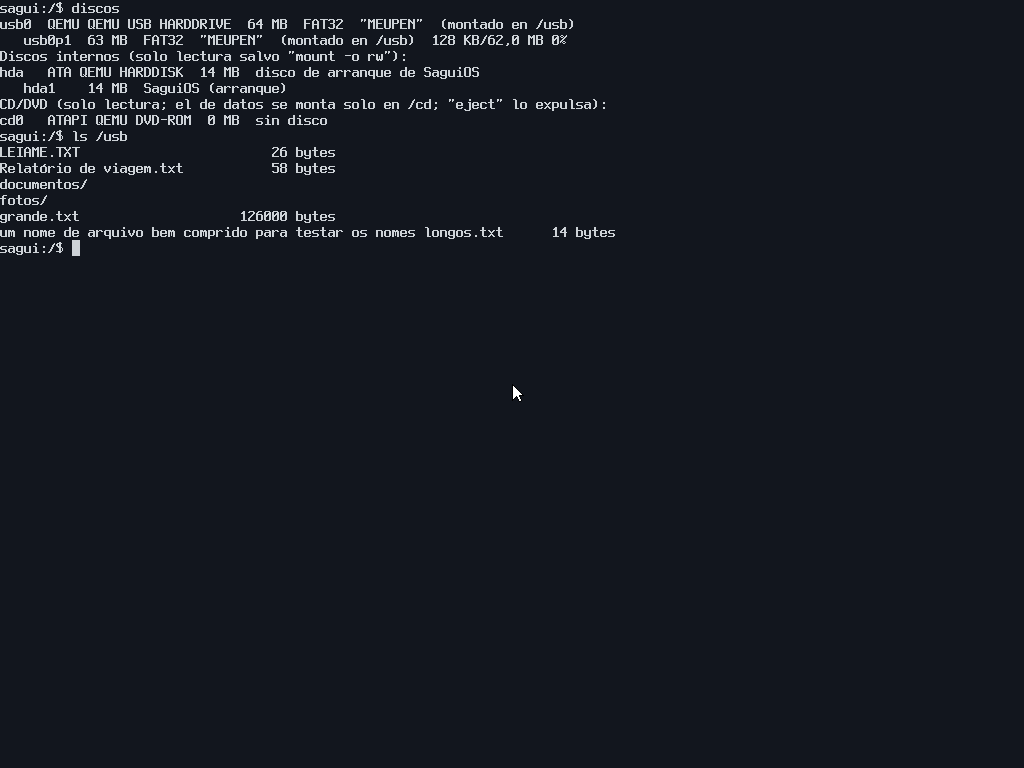 sagui:/$ discos
usb0  QEMU QEMU USB HARDDRIVE  64 MB  FAT32  "MEUPEN"  (montado en /usb)
   usb0p1  63 MB  FAT32  "MEUPEN"  (montado en /usb)  128 KB/62,0 MB 0%
Discos internos (solo lectura salvo "mount -o rw"):
hda   ATA QEMU HARDDISK  14 MB  disco de arranque de SaguiOS
   hda1    14 MB  SaguiOS (arranque)
CD/DVD (solo lectura; el de datos se monta solo en /cd; "eject" lo expulsa):
cd0   ATAPI QEMU DVD-ROM  0 MB  sin disco
sagui:/$ ls /usb
LEIAME.TXT                        26 bytes
Relatório de viagem.txt           58 bytes
documentos/
fotos/
grande.txt                    126000 bytes
um nome de arquivo bem comprido para testar os nomes longos.txt      14 bytes
sagui:/$